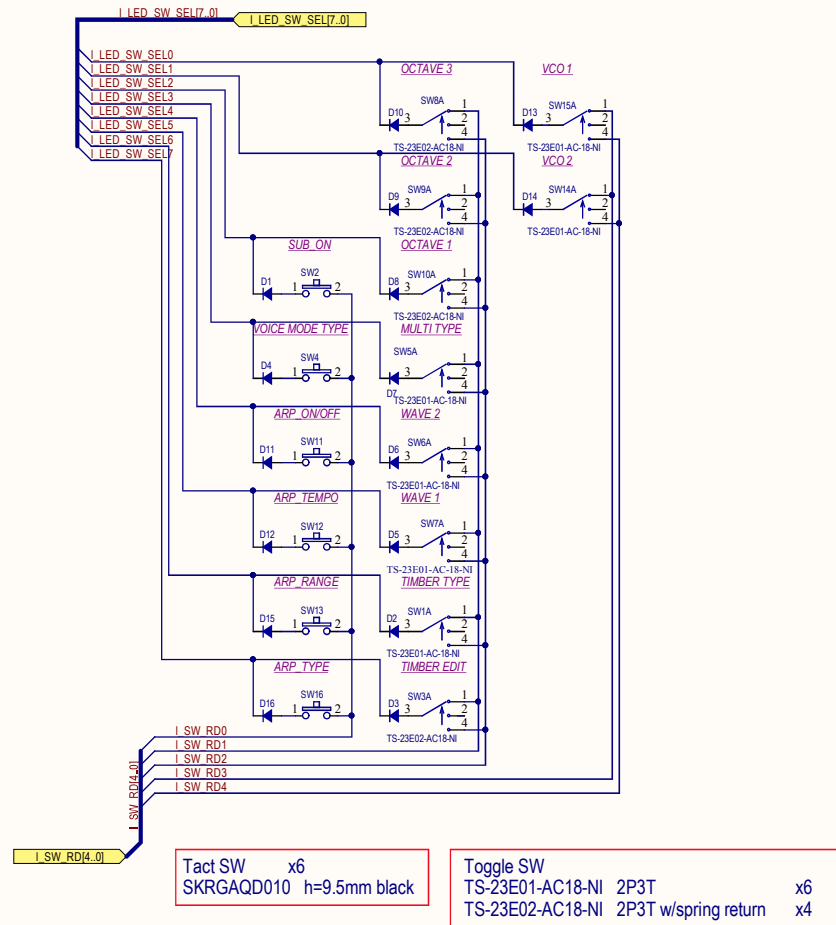 I_LED_SW_SEL[7..0]
I_LED_SW_SEL[7..0]
I_LED_SW_SEL0
I_LED_SW_SEL1
I_LED_SW_SEL2
I_LED_SW_SEL3
I_LED_SW_SEL4
I_LED_SW_SEL5
I_LED_SW_SEL6
I_LED_SW_SEL7
OCTAVE 3
D10 3 SW8A 1 2 4
TS-23E02-AC18-NI
VCO 1
D13 3 SW15A 1 2 4
TS-23E01-AC-18-NI
OCTAVE 2
D9 3 SW9A 1 2 4
TS-23E02-AC18-NI
VCO 2
D14 3 SW14A 1 2 4
TS-23E01-AC-18-NI
SUB_ON
D1 1 SW2 2
OCTAVE 1
D8 3 SW10A 1 2 4
TS-23E02-AC18-NI
VOICE MODE TYPE
D4 1 SW4 2
MULTI TYPE
SW5A 3 1 2 4
D7 TS-23E01-AC-18-NI
ARP_ON/OFF
D11 1 SW11 2
WAVE 2
D6 3 SW6A 1 2 4
TS-23E01-AC-18-NI
ARP_TEMPO
D12 1 SW12 2
WAVE 1
D5 3 SW7A 1 2 4
TS-23E01-AC-18-NI
ARP_RANGE
D15 1 SW13 2
TIMBER TYPE
D2 3 SW1A 1 2 4
TS-23E01-AC-18-NI
ARP_TYPE
D16 1 SW16 2
TIMBER EDIT
D3 3 SW3A 1 2 4
TS-23E02-AC18-NI
I_SW_RD0
I_SW_RD1
I_SW_RD2
I_SW_RD3
I_SW_RD4
I_SW_RD[4..0]
I_SW_RD[4..0]
Tact SW x6
SKRGAQD010 h=9.5mm black
Toggle SW
TS-23E01-AC18-NI 2P3T x6
TS-23E02-AC18-NI 2P3T w/spring return x4